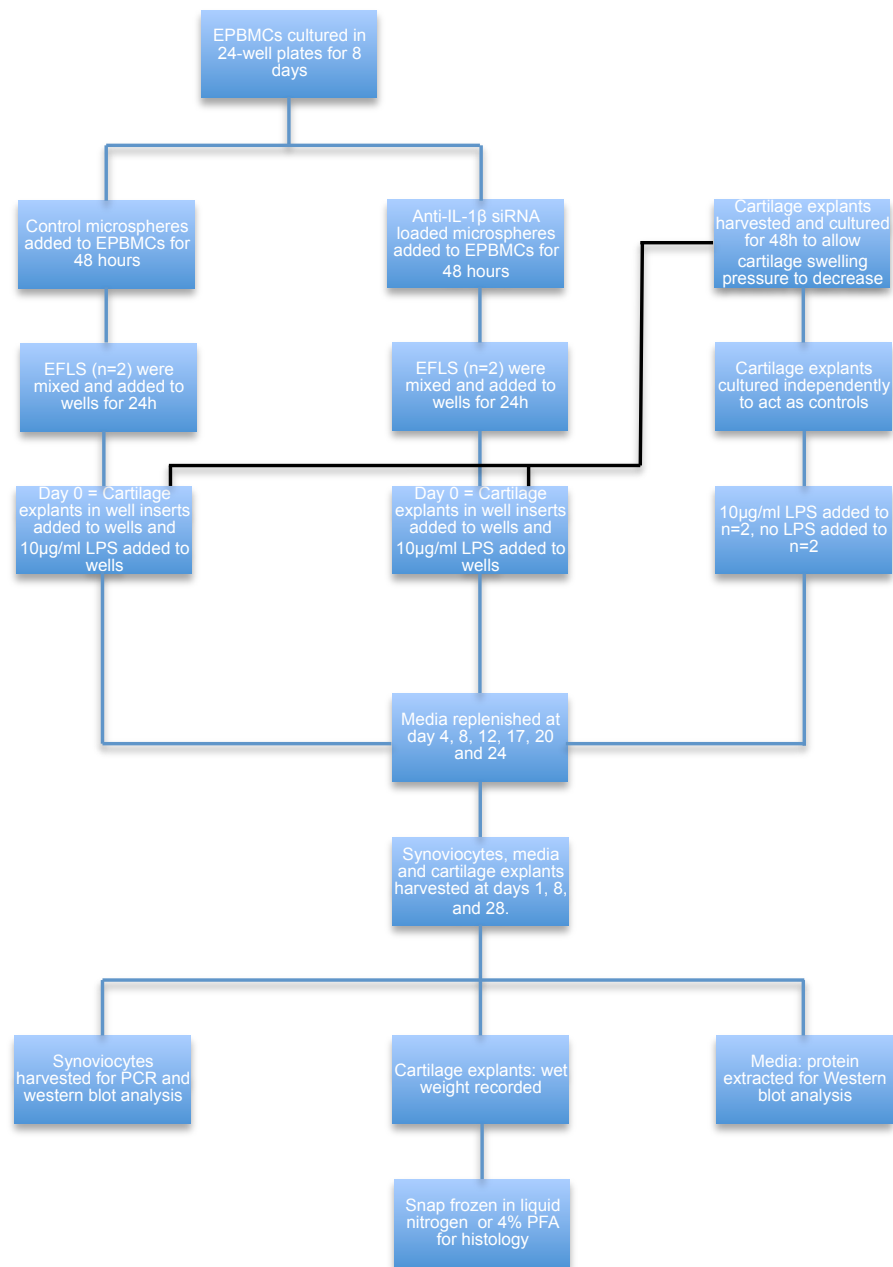 EPBMCs cultured in
24-well plates for 8
days
Control microspheres
added to EPBMCs for
48 hours
Anti-IL-1β siRNA
loaded microspheres
added to EPBMCs for
48 hours
Cartilage explants
harvested and cultured
for 48h to allow
cartilage swelling
pressure to decrease
EFLS (n=2) were
mixed and added to
wells for 24h
EFLS (n=2) were
mixed and added to
wells for 24h
Cartilage explants
cultured independently
to act as controls
Day 0 = Cartilage
explants in well inserts
added to wells and
10µg/ml LPS added to
wells
Day 0 = Cartilage
explants in well inserts
added to wells and
10µg/ml LPS added to
wells
10µg/ml LPS added to
n=2, no LPS added to
n=2
Media replenished at
day 4, 8, 12, 17, 20
and 24
Synoviocytes, media
and cartilage explants
harvested at days 1, 8,
and 28.
Synoviocytes
harvested for PCR and
western blot analysis
Cartilage explants: wet
weight recorded
Media: protein
extracted for Western
blot analysis
Snap frozen in liquid
nitrogen or 4% PFA
for histology